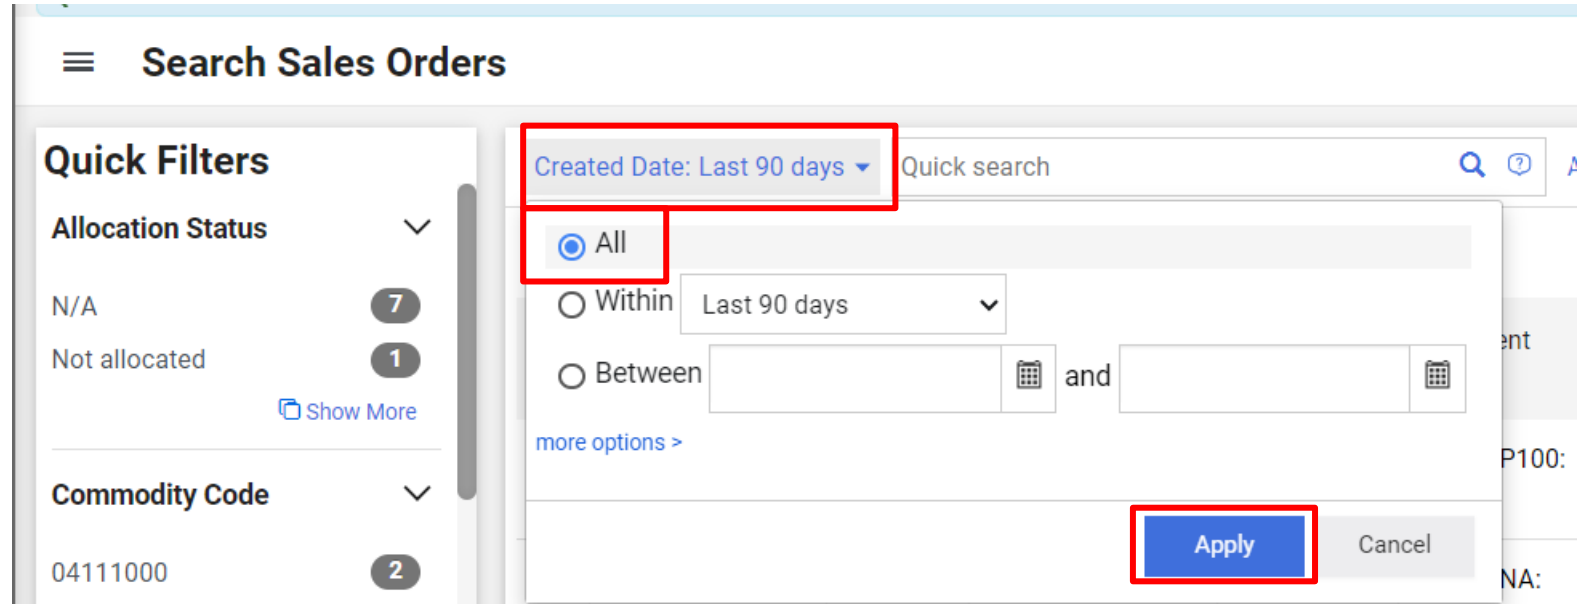 Search Sales Orders
Quick Filters
Allocation Status
N/A 7
Not allocated 1
Show More
Commodity Code
04111000 2
Created Date: Last 90 days Quick search
All
Within Last 90 days
Between and
more options >
Apply Cancel
ent
P100:
NA: